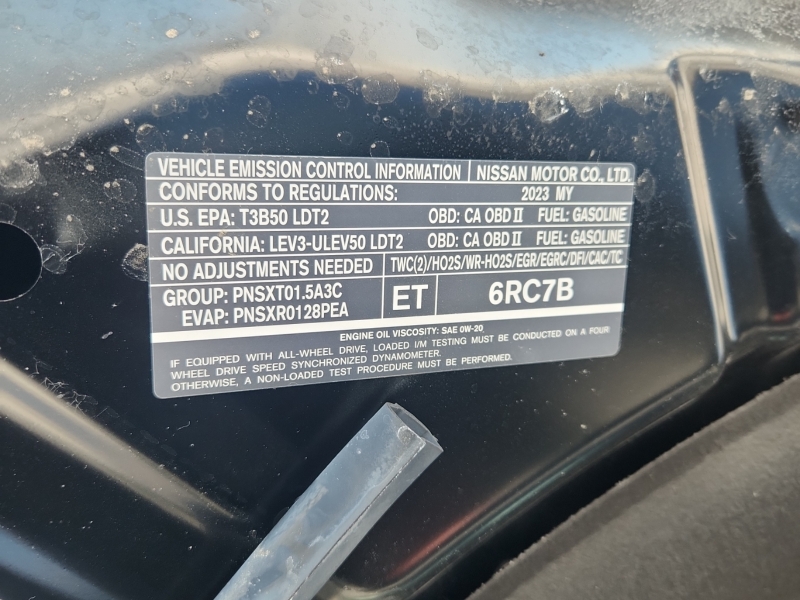 VEHICLE EMISSION CONTROL INFORMATION NISSAN MOTOR CO., LTD.
CONFORMS TO REGULATIONS: 2023 MY
U.S. EPA: T3B50 LDT2 OBD: CA OBD II FUEL: GASOLINE
CALIFORNIA: LEV3-ULEV50 LDT2 OBD: CA OBD II FUEL: GASOLINE
NO ADJUSTMENTS NEEDED TWC(2)/HO2S/WR-HO2S/EGR/EGRC/DFI/CAC/TC
GROUP: PNSXT01.5A3C ET 6RC7B
EVAP: PNSXR0128PEA
ENGINE OIL VISCOSITY: SAE 0W-20
IF EQUIPPED WITH ALL-WHEEL DRIVE, LOADED I/M TESTING MUST BE CONDUCTED ON A FOUR
WHEEL DRIVE SPEED SYNCHRONIZED DYNAMOMETER.
OTHERWISE, A NON-LOADED TEST PROCEDURE MUST BE PERFORMED.